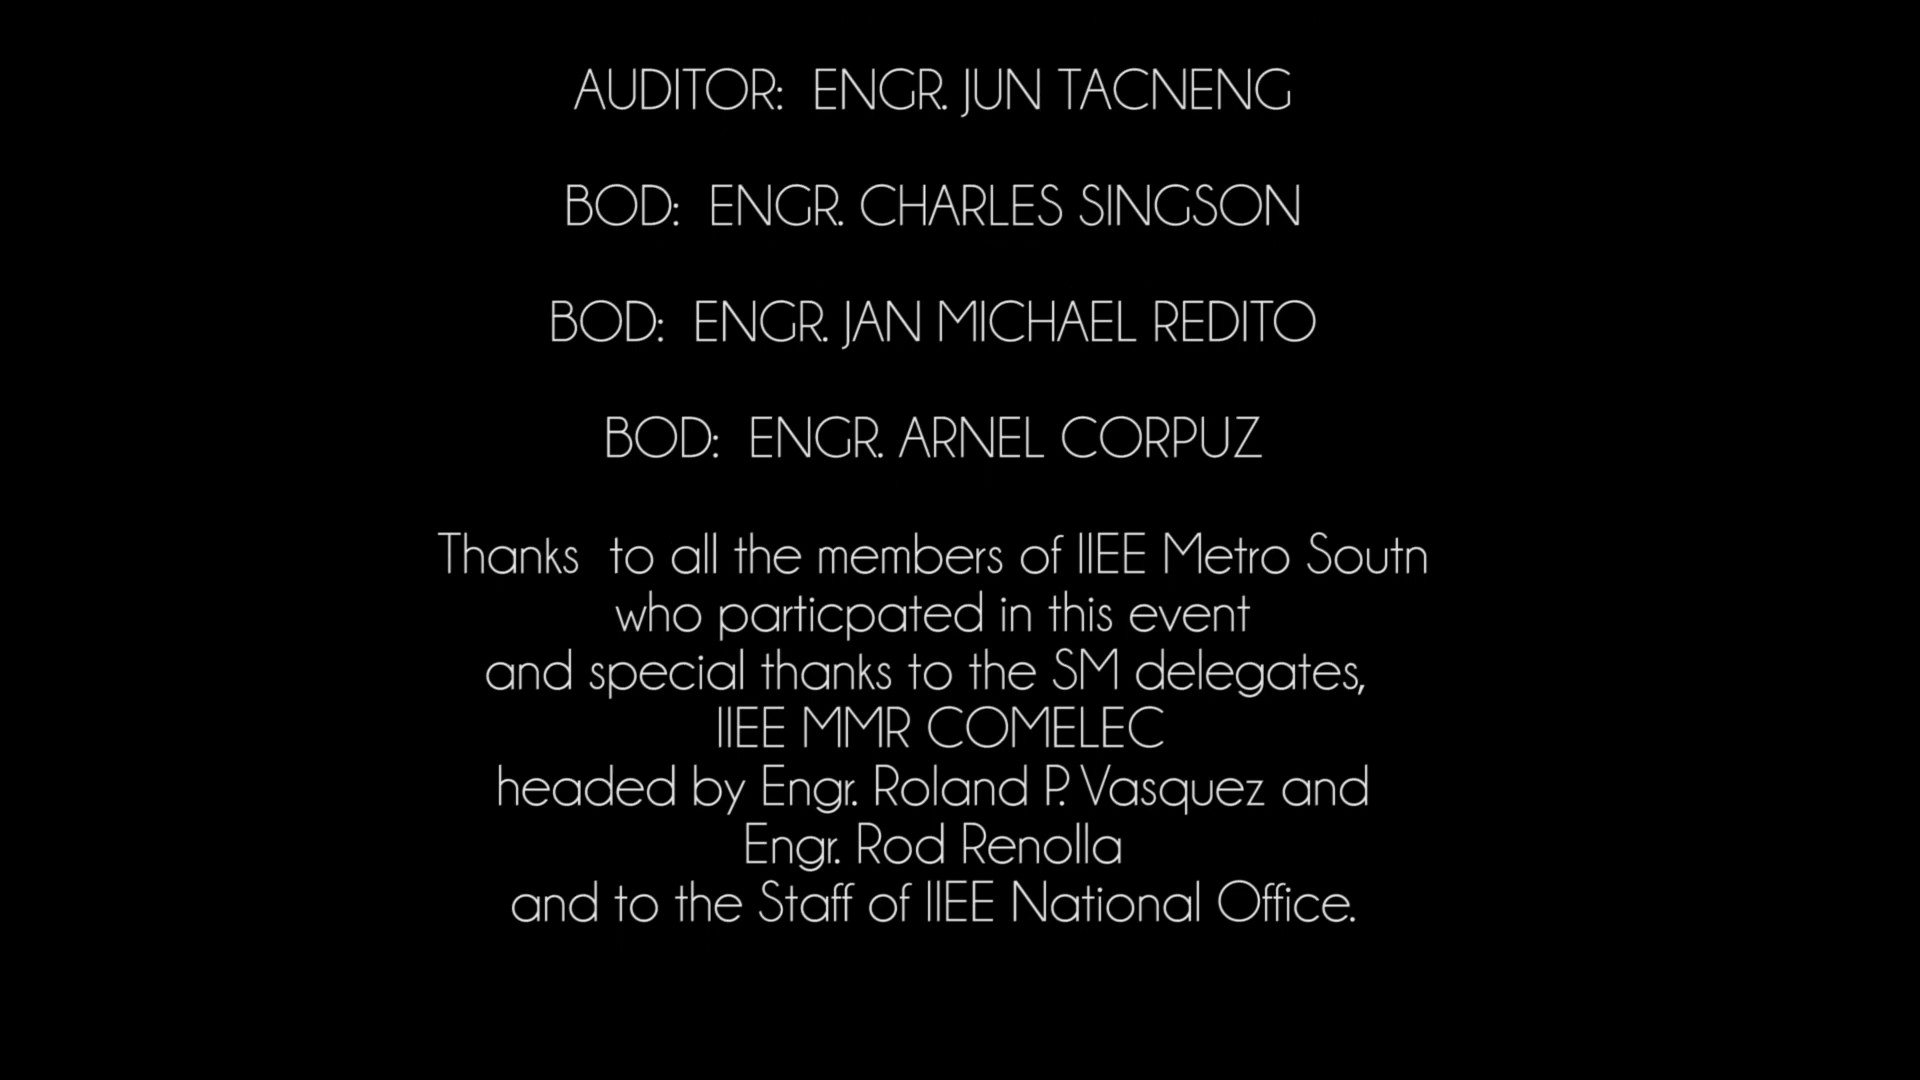 AUDITOR:  ENGR. JUN TACNENG
BOD:  ENGR. CHARLES SINGSON
BOD:  ENGR. JAN MICHAEL REDITO
BOD:  ENGR. ARNEL CORPUZ
Thanks  to all the members of IIEE Metro Soutn
who particpated in this event
and special thanks to the SM delegates,
IIEE MMR COMELEC
headed by Engr. Roland P. Vasquez and
Engr. Rod Renolla
and to the Staff of IIEE National Office.